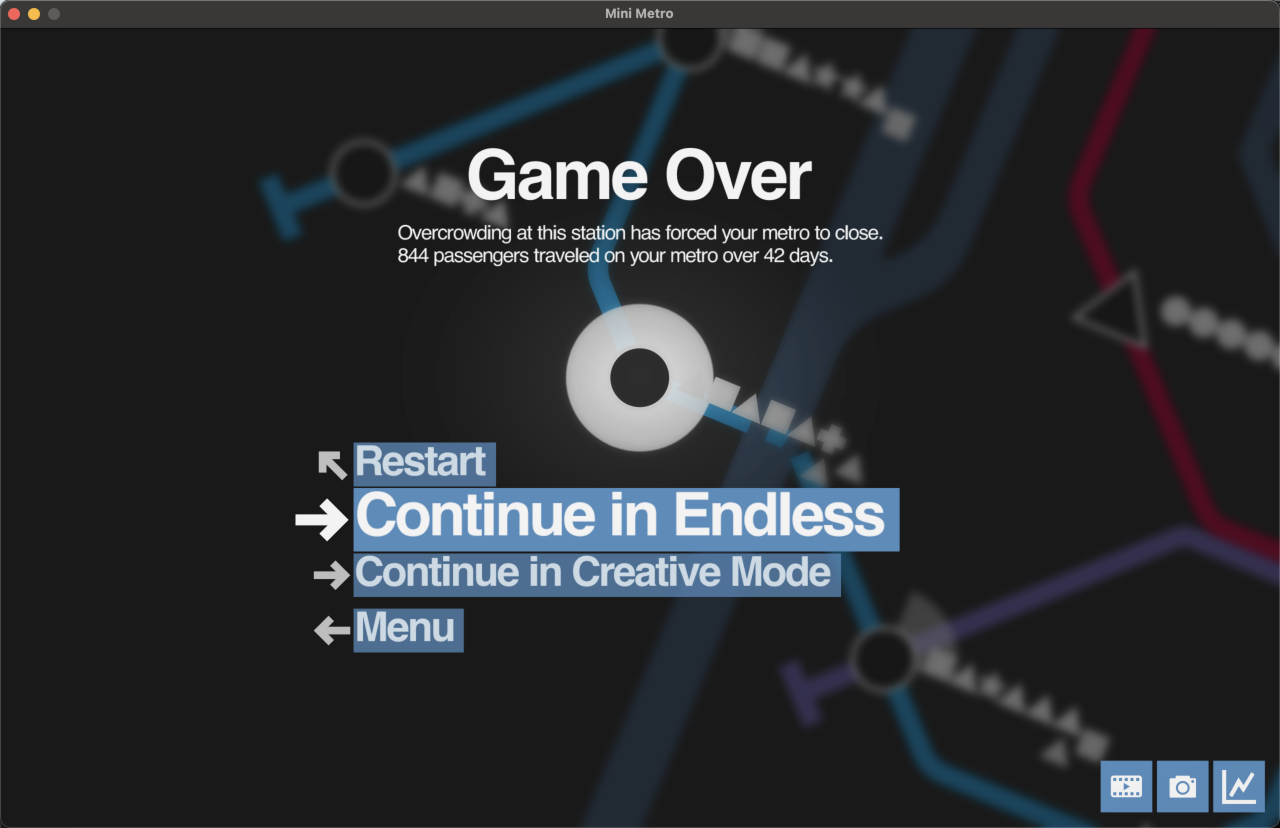 Mini Metro
Game Over
Overcrowding at this station has forced your metro to close.
844 passengers traveled on your metro over 42 days.
Restart
Continue in Endless
Continue in Creative Mode
Menu